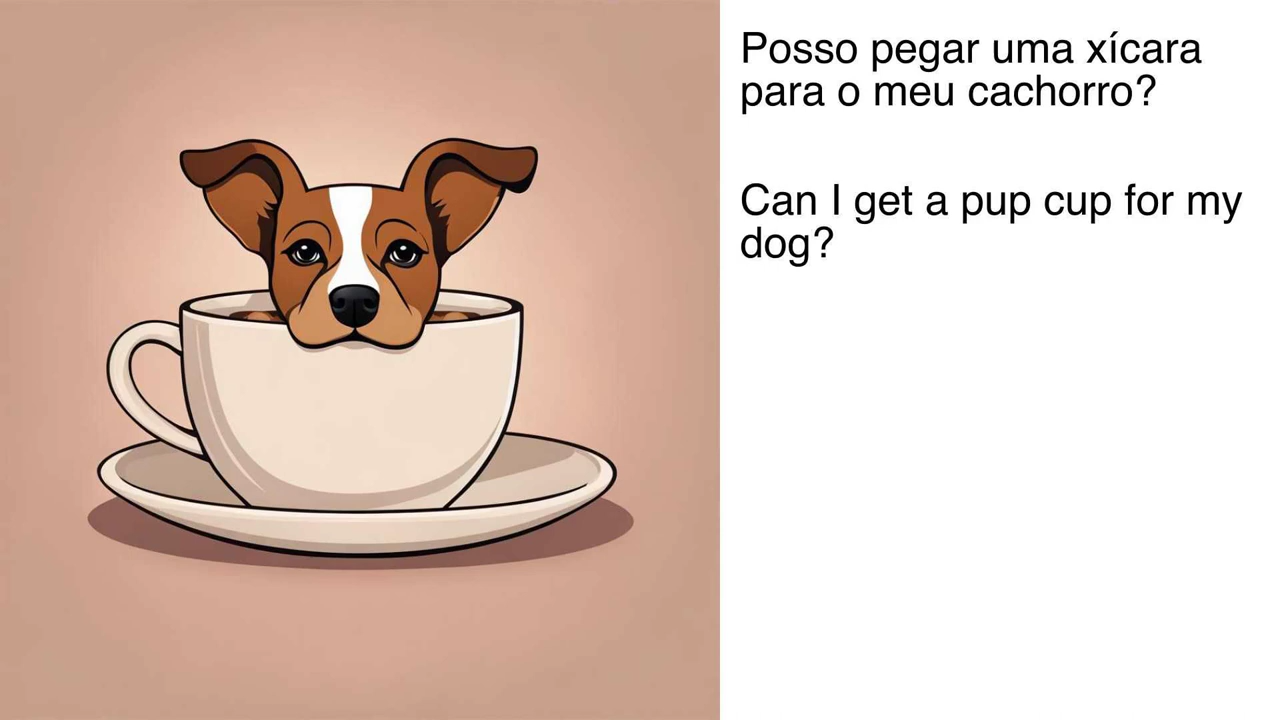 Posso pegar uma xícara
para o meu cachorro?
Can I get a pup cup for my
dog?